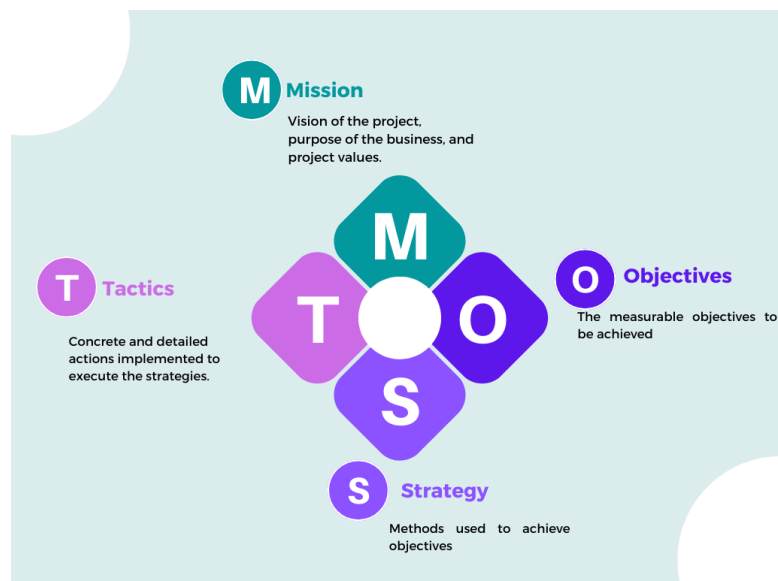 M Mission
Vision of the project,
purpose of the business, and
project values.
M
T Tactics
Concrete and detailed
actions implemented to
execute the strategies.
T
O
O Objectives
The measurable objectives to
be achieved
S
S Strategy
Methods used to achieve
objectives